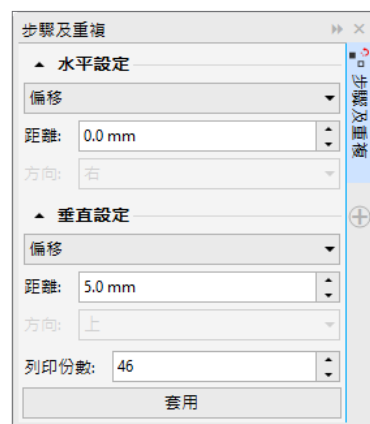 步驟及重複
水平設定
偏移
距離: 0.0 mm
方向: 右
垂直設定
偏移
距離: 5.0 mm
方向: 上
列印份數: 46
套用
步驟及重複